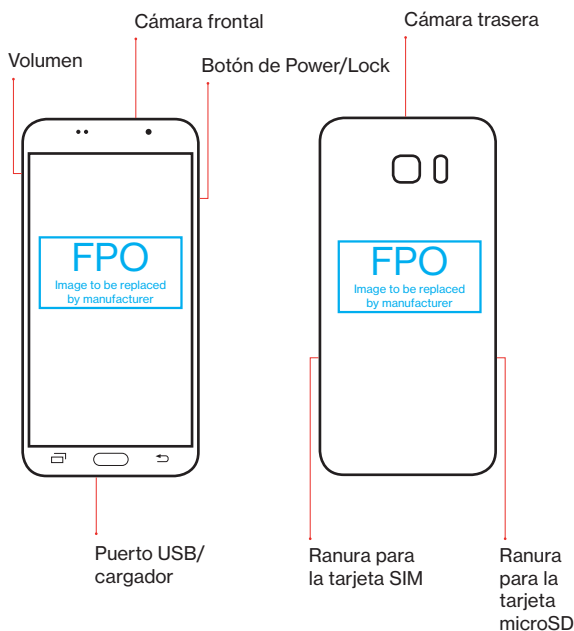 Cámara frontal
Volumen
Botón de Power/Lock
FPO
Image to be replaced
by manufacturer
Puerto USB/
cargador
Cámara trasera
FPO
Image to be replaced
by manufacturer
Ranura para
la tarjeta SIM
Ranura
para la
tarjeta
microSD